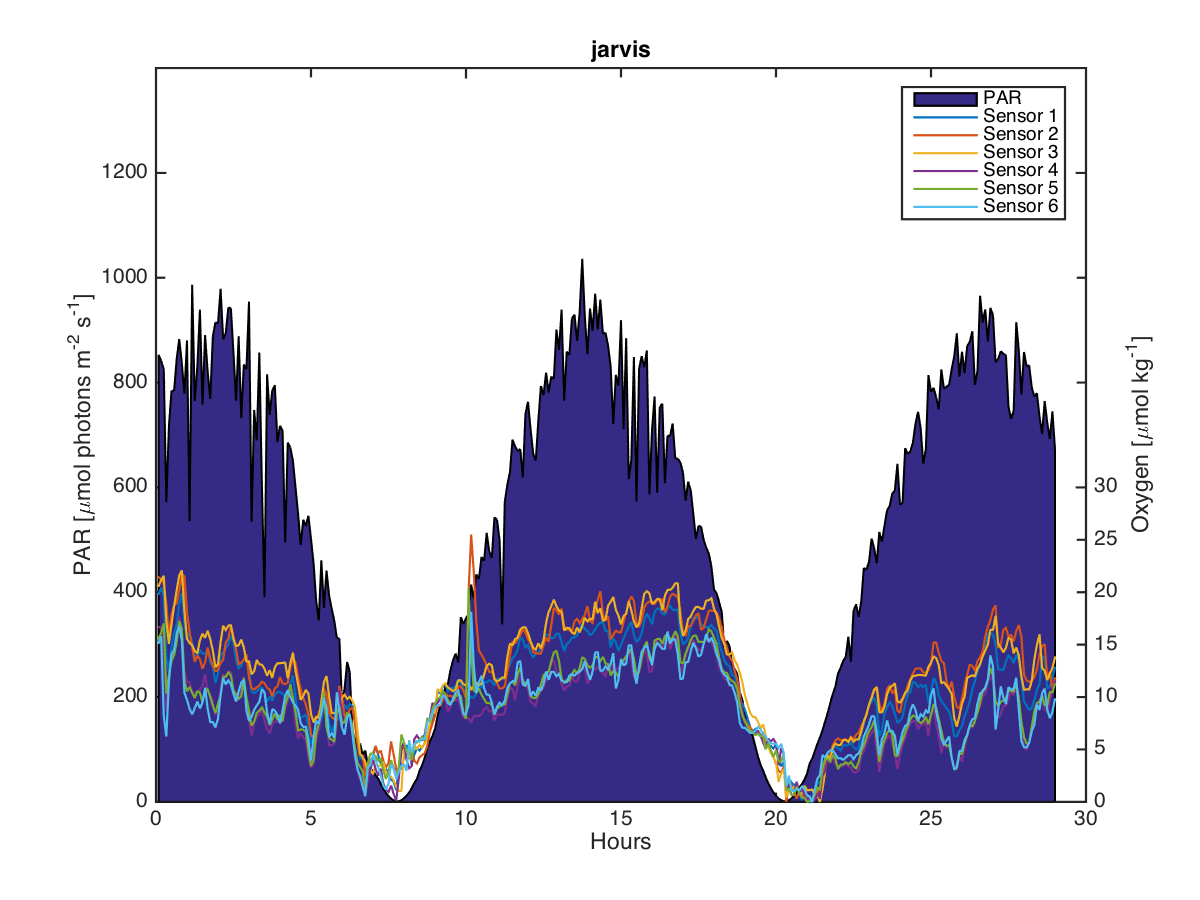 jarvis
PAR
Sensor 1
Sensor 2
Sensor 3
Sensor 4
Sensor 5
Sensor 6
1200
1000
800
600
400
200
0
PAR [μmol photons m-2 s-1]
30
25
20
15
10
5
0
Oxygen [μmol kg-1]
0 5 10 15 20 25 30
Hours